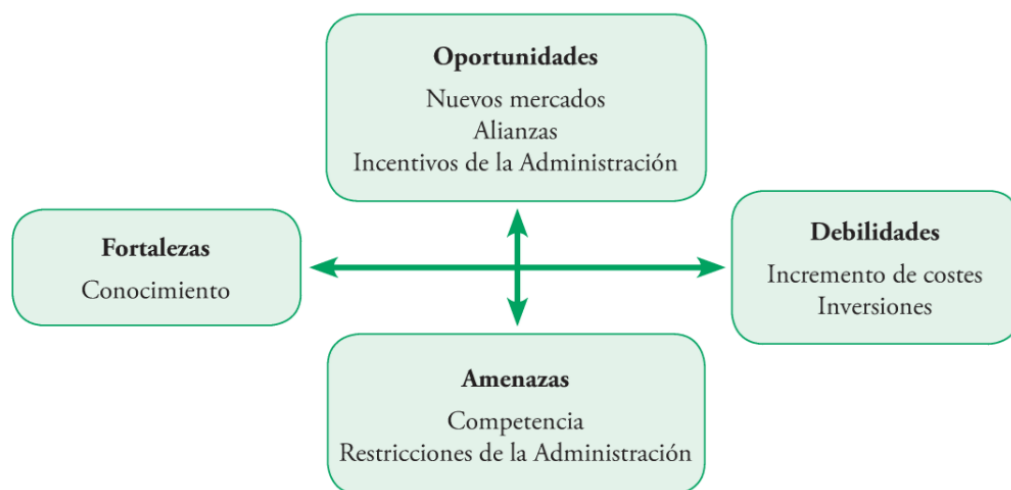 Oportunidades
Nuevos mercados
Alianzas
Incentivos de la Administración
Fortalezas
Conocimiento
Debilidades
Incremento de costes
Inversiones
Amenazas
Competencia
Restricciones de la Administración